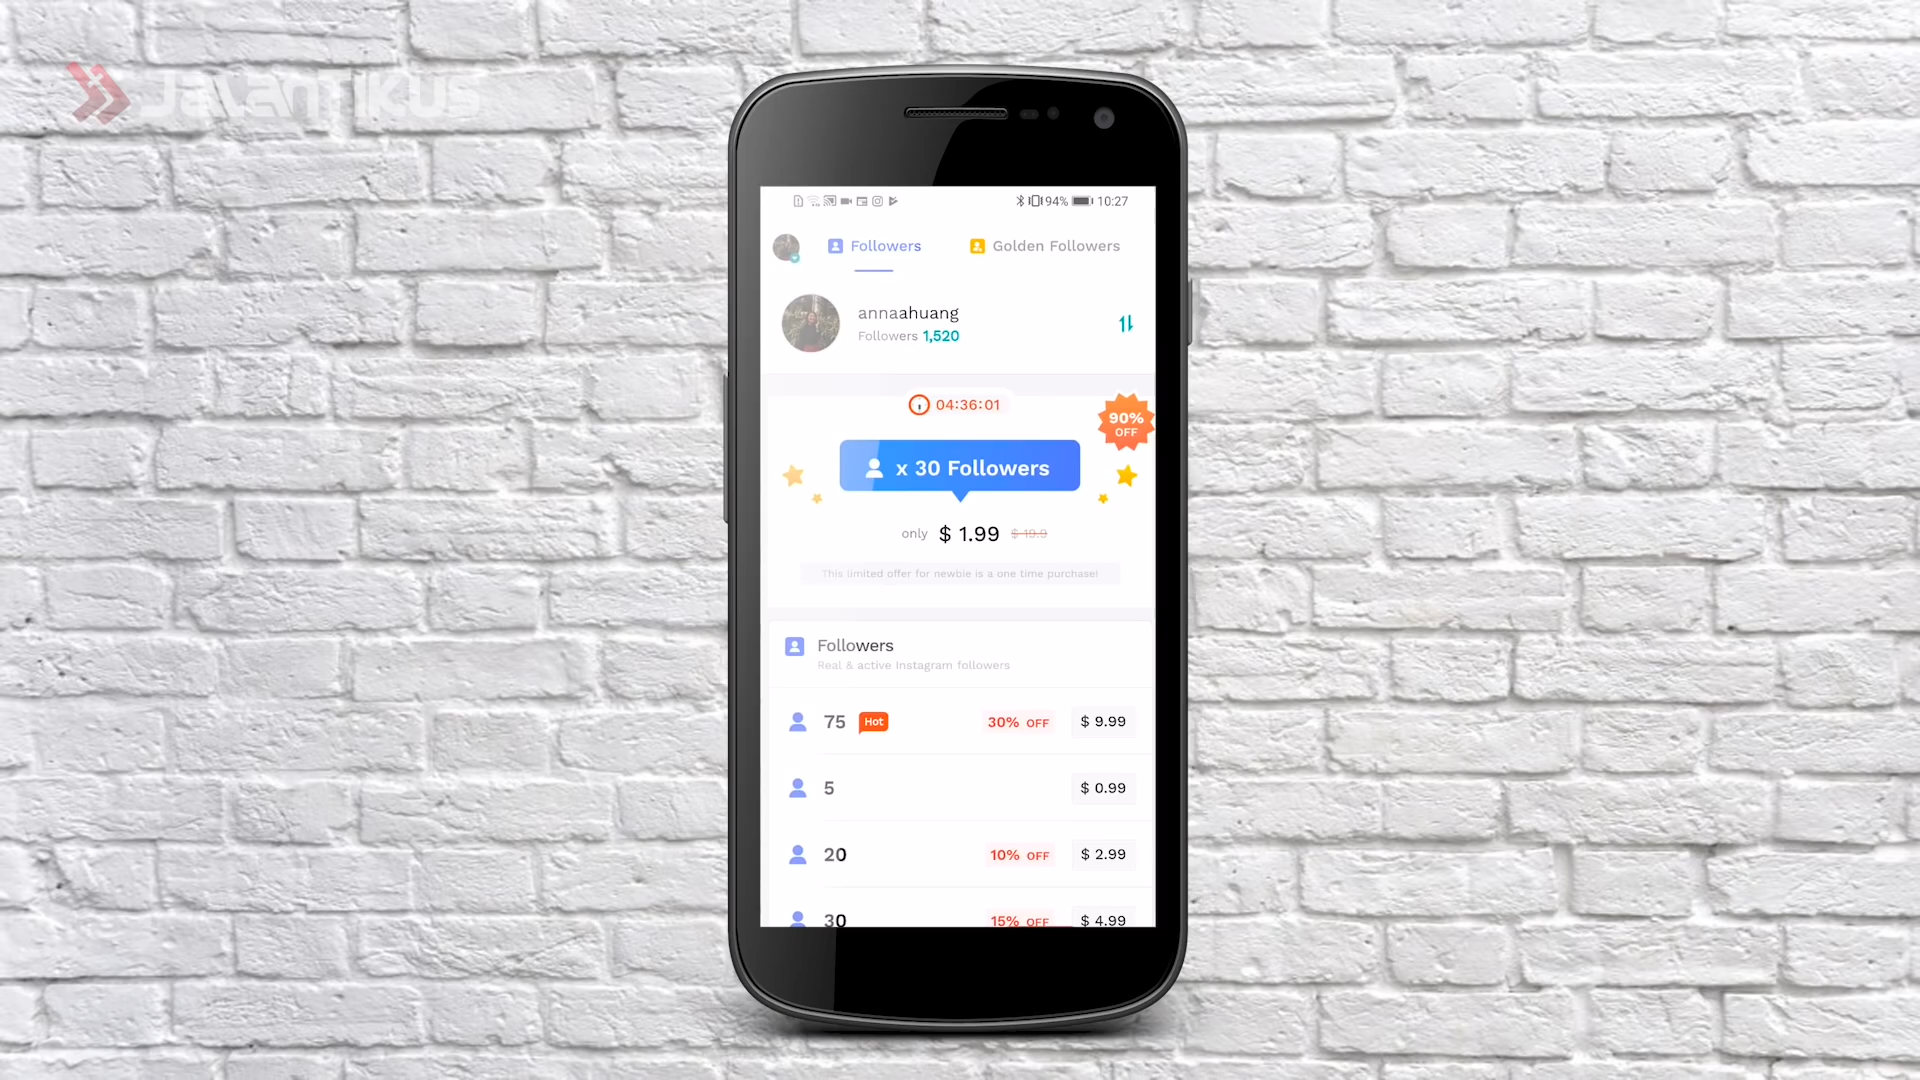 JALANTIKUS
94% 10:27
Followers Golden Followers
annaahuang
Followers 1,520
04:36:01
90%
OFF
x 30 Followers
only $ 1.99 $ 19.9
This limited offer for newbie is a one time purchase!
Followers
Real & active Instagram followers
75 Hot 30% OFF $ 9.99
5 $ 0.99
20 10% OFF $ 2.99
30 15% OFF $ 4.99